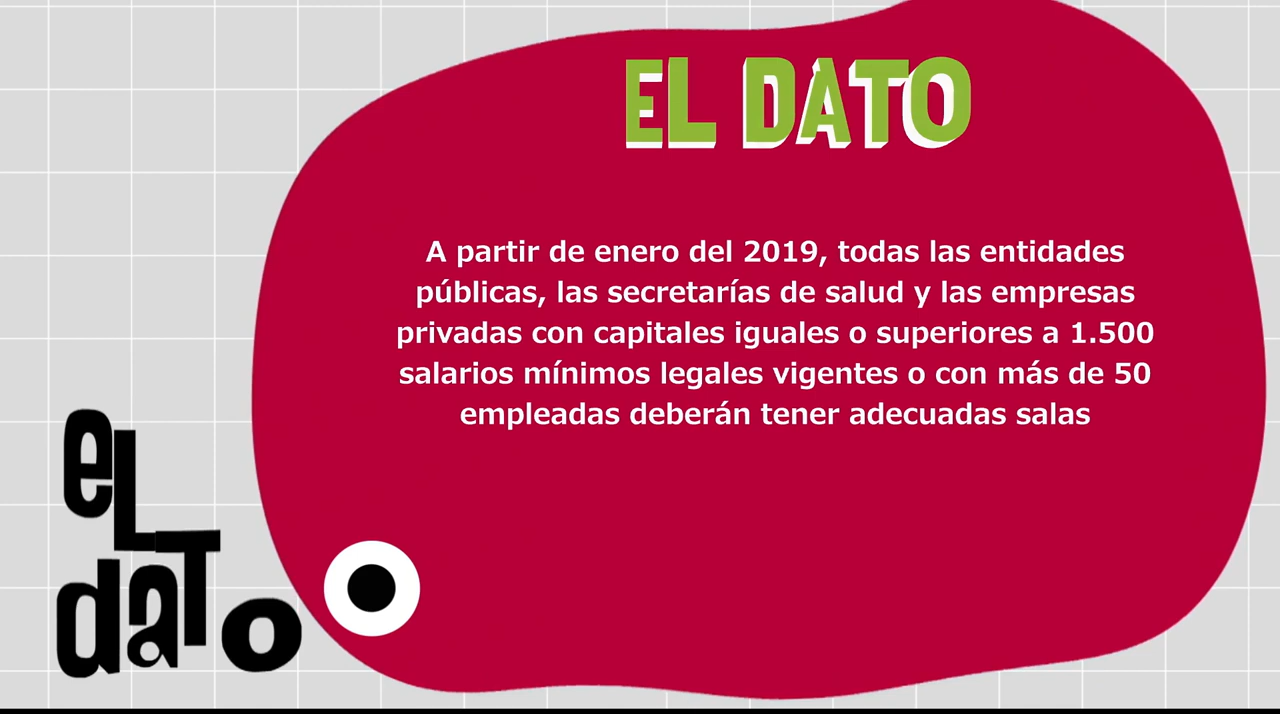 EL DATO
A partir de enero del 2019, todas las entidades
públicas, las secretarías de salud y las empresas
privadas con capitales iguales o superiores a 1.500
salarios mínimos legales vigentes o con más de 50
empleadas deberán tener adecuadas salas
eL
daTo